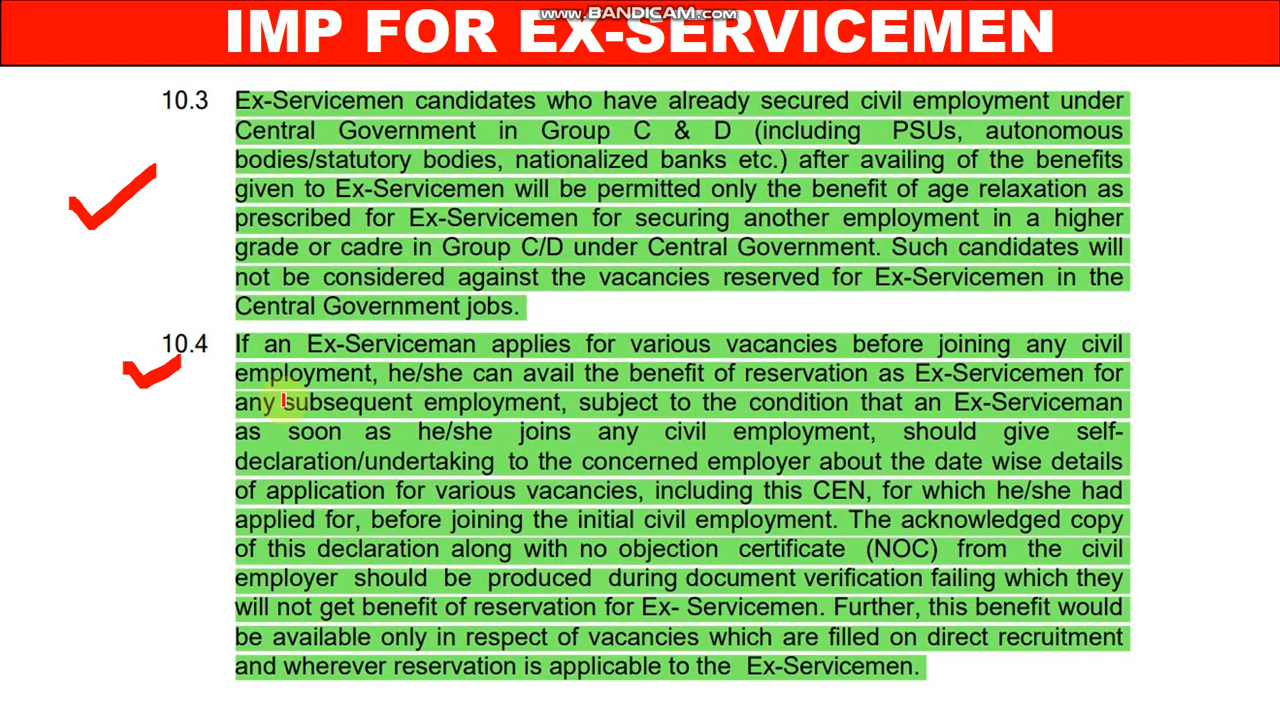 www.BANDICAM.com
IMP FOR EX-SERVICEMEN
10.3 Ex-Servicemen candidates who have already secured civil employment under
Central Government in Group C & D (including PSUs, autonomous
bodies/statutory bodies, nationalized banks etc.) after availing of the benefits
given to Ex-Servicemen will be permitted only the benefit of age relaxation as
prescribed for Ex-Servicemen for securing another employment in a higher
grade or cadre in Group C/D under Central Government. Such candidates will
not be considered against the vacancies reserved for Ex-Servicemen in the
Central Government jobs.
10.4 If an Ex-Serviceman applies for various vacancies before joining any civil
employment, he/she can avail the benefit of reservation as Ex-Servicemen for
any subsequent employment, subject to the condition that an Ex-Serviceman
as soon as he/she joins any civil employment, should give self-
declaration/undertaking to the concerned employer about the date wise details
of application for various vacancies, including this CEN, for which he/she had
applied for, before joining the initial civil employment. The acknowledged copy
of this declaration along with no objection certificate (NOC) from the civil
employer should be produced during document verification failing which they
will not get benefit of reservation for Ex- Servicemen. Further, this benefit would
be available only in respect of vacancies which are filled on direct recruitment
and wherever reservation is applicable to the Ex-Servicemen.